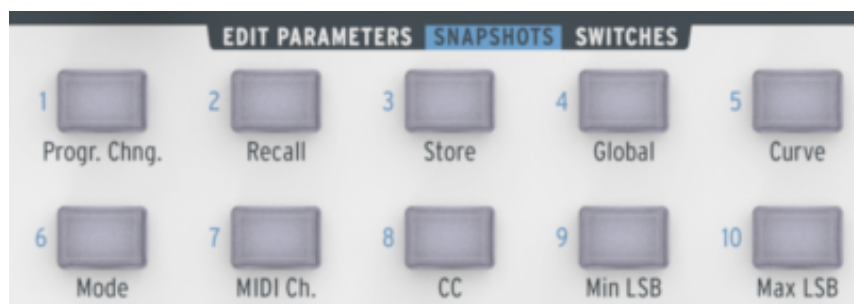 EDIT PARAMETERS SNAPSHOTS SWITCHES
1 2 3 4 5
Progr. Chng. Recall Store Global Curve
6 7 8 9 10
Mode MIDI Ch. CC Min LSB Max LSB